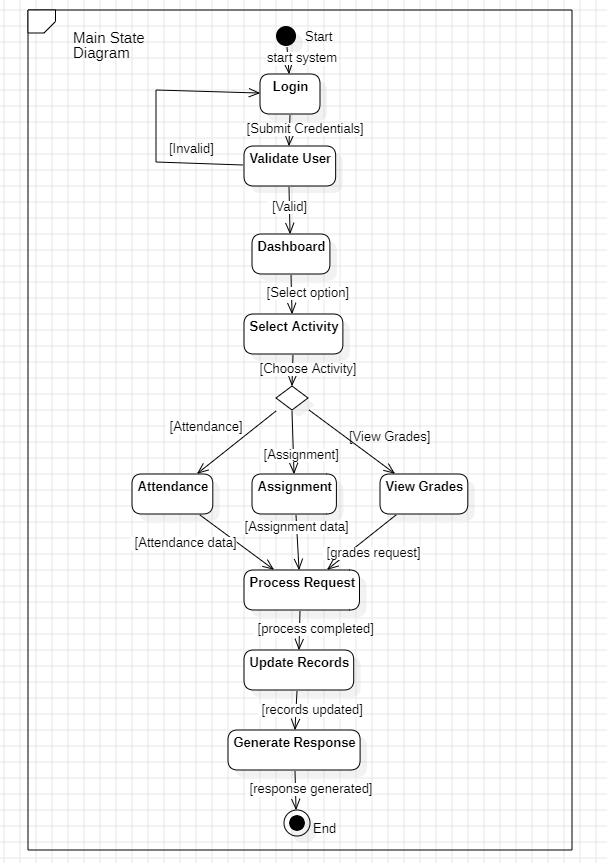 Main State
Diagram
Start
start system
Login
[Submit Credentials]
[Invalid]
Validate User
[Valid]
Dashboard
[Select option]
Select Activity
[Choose Activity]
[Attendance]
[View Grades]
[Assignment]
Attendance
Assignment
View Grades
[Assignment data]
[Attendance data]
[grades request]
Process Request
[process completed]
Update Records
[records updated]
Generate Response
[response generated]
End